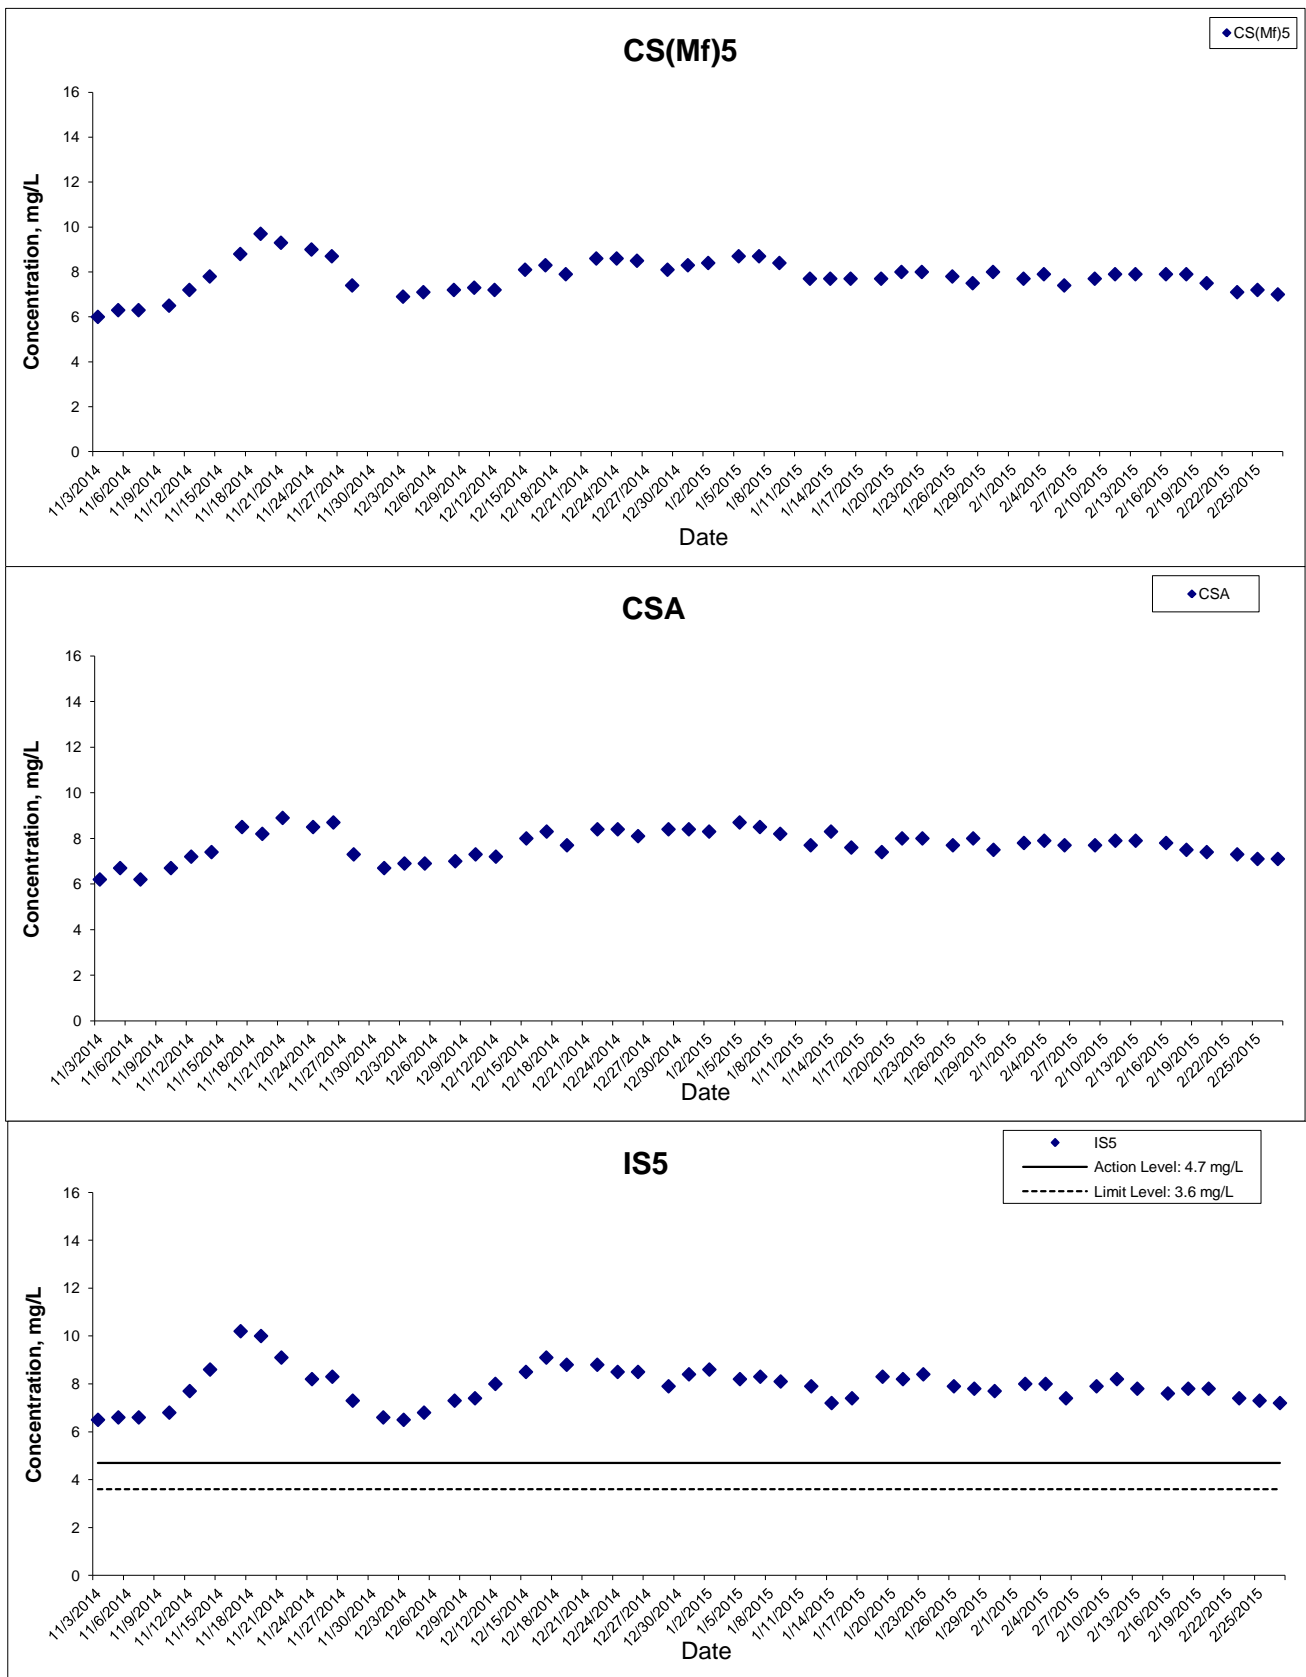 CS(Mf)5
CS(Mf)5
16
14
12
10
8
6
4
2
0
Concentration, mg/L
11/3/2014 11/6/2014 11/9/2014 11/12/2014 11/15/2014 11/18/2014 11/21/2014 11/24/2014 11/27/2014 11/30/2014 12/3/2014 12/6/2014 12/9/2014 12/12/2014 12/15/2014 12/18/2014 12/21/2014 12/24/2014 12/27/2014 12/30/2014 1/2/2015 1/5/2015 1/8/2015 1/11/2015 1/14/2015 1/17/2015 1/20/2015 1/23/2015 1/26/2015 1/29/2015 2/1/2015 2/4/2015 2/7/2015 2/10/2015 2/13/2015 2/16/2015 2/19/2015 2/22/2015 2/25/2015
Date
CSA
CSA
16
14
12
10
8
6
4
2
0
Concentration, mg/L
11/3/2014 11/6/2014 11/9/2014 11/12/2014 11/15/2014 11/18/2014 11/21/2014 11/24/2014 11/27/2014 11/30/2014 12/3/2014 12/6/2014 12/9/2014 12/12/2014 12/15/2014 12/18/2014 12/21/2014 12/24/2014 12/27/2014 12/30/2014 1/2/2015 1/5/2015 1/8/2015 1/11/2015 1/14/2015 1/17/2015 1/20/2015 1/23/2015 1/26/2015 1/29/2015 2/1/2015 2/4/2015 2/7/2015 2/10/2015 2/13/2015 2/16/2015 2/19/2015 2/22/2015 2/25/2015
Date
IS5
IS5
Action Level: 4.7 mg/L
Limit Level: 3.6 mg/L
16
14
12
10
8
6
4
2
0
Concentration, mg/L
11/3/2014 11/6/2014 11/9/2014 11/12/2014 11/15/2014 11/18/2014 11/21/2014 11/24/2014 11/27/2014 11/30/2014 12/3/2014 12/6/2014 12/9/2014 12/12/2014 12/15/2014 12/18/2014 12/21/2014 12/24/2014 12/27/2014 12/30/2014 1/2/2015 1/5/2015 1/8/2015 1/11/2015 1/14/2015 1/17/2015 1/20/2015 1/23/2015 1/26/2015 1/29/2015 2/1/2015 2/4/2015 2/7/2015 2/10/2015 2/13/2015 2/16/2015 2/19/2015 2/22/2015 2/25/2015
Date